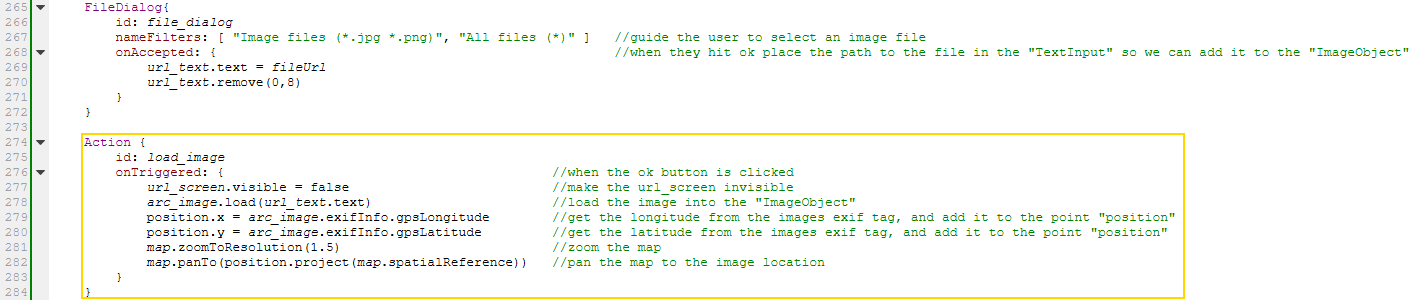 265 FileDialog{
266 id: file_dialog
267 nameFilters: [ "Image files (*.jpg *.png)", "All files (*)" ] //guide the user to select an image file
268 onAccepted: { //when they hit ok place the path to the file in the "TextInput" so we can add it to the "ImageObject"
269 url_text.text = fileUrl
270 url_text.remove(0,8)
271 }
272 }
273
274 Action {
275 id: load_image
276 onTriggered: { //when the ok button is clicked
277 url_screen.visible = false //make the url_screen invisible
278 arc_image.load(url_text.text) //load the image into the "ImageObject"
279 position.x = arc_image.exifInfo.gpsLongitude //get the longitude from the images exif tag, and add it to the point "position"
280 position.y = arc_image.exifInfo.gpsLatitude //get the latitude from the images exif tag, and add it to the point "position"
281 map.zoomToResolution(1.5) //zoom the map
282 map.panTo(position.project(map.spatialReference)) //pan the map to the image location
283 }
284 }